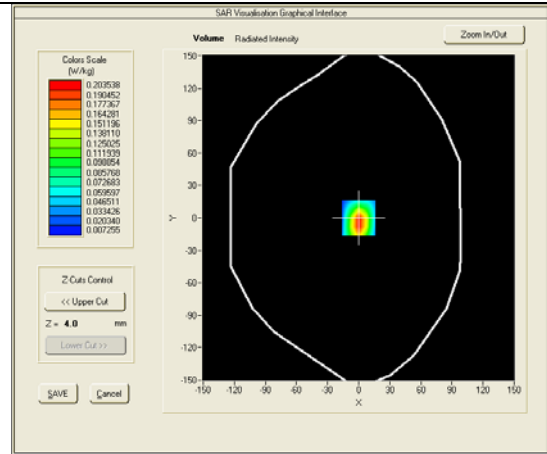 SAR Visualisation Graphical Interface
Volume Radiated Intensity
Zoom In/Out
Colors Scale
(W/kg)
0.203538
0.190452
0.177367
0.164281
0.151196
0.138110
0.125025
0.111939
0.098854
0.085768
0.072683
0.059597
0.046511
0.033426
0.020340
0.007255
Z-Cuts Control
<< Upper Cut
Z = 4.0 mm
Lower Cut >>
SAVE Cancel
150
120
90
60
30
0
-30
-60
-90
-120
-150
Y
-150 -120 -90 -60 -30 0 30 60 90 120 150
X